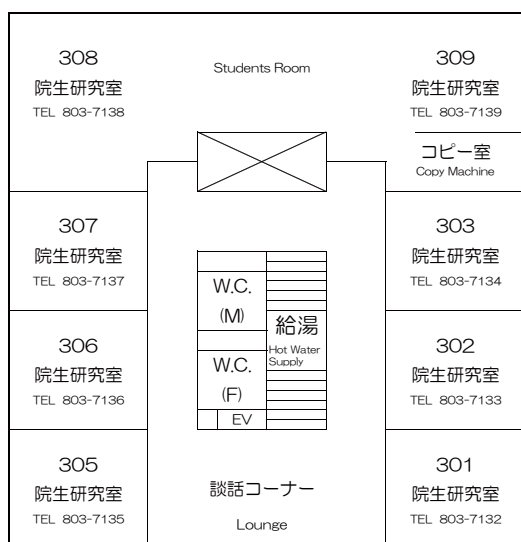 308
院生研究室
TEL 803-7138
Students Room
309
院生研究室
TEL 803-7139
コピー室
Copy Machine
307
院生研究室
TEL 803-7137
303
院生研究室
TEL 803-7134
W.C.
(M)
給湯
Hot Water
Supply
W.C.
(F)
EV
306
院生研究室
TEL 803-7136
302
院生研究室
TEL 803-7133
305
院生研究室
TEL 803-7135
談話コーナー
Lounge
301
院生研究室
TEL 803-7132